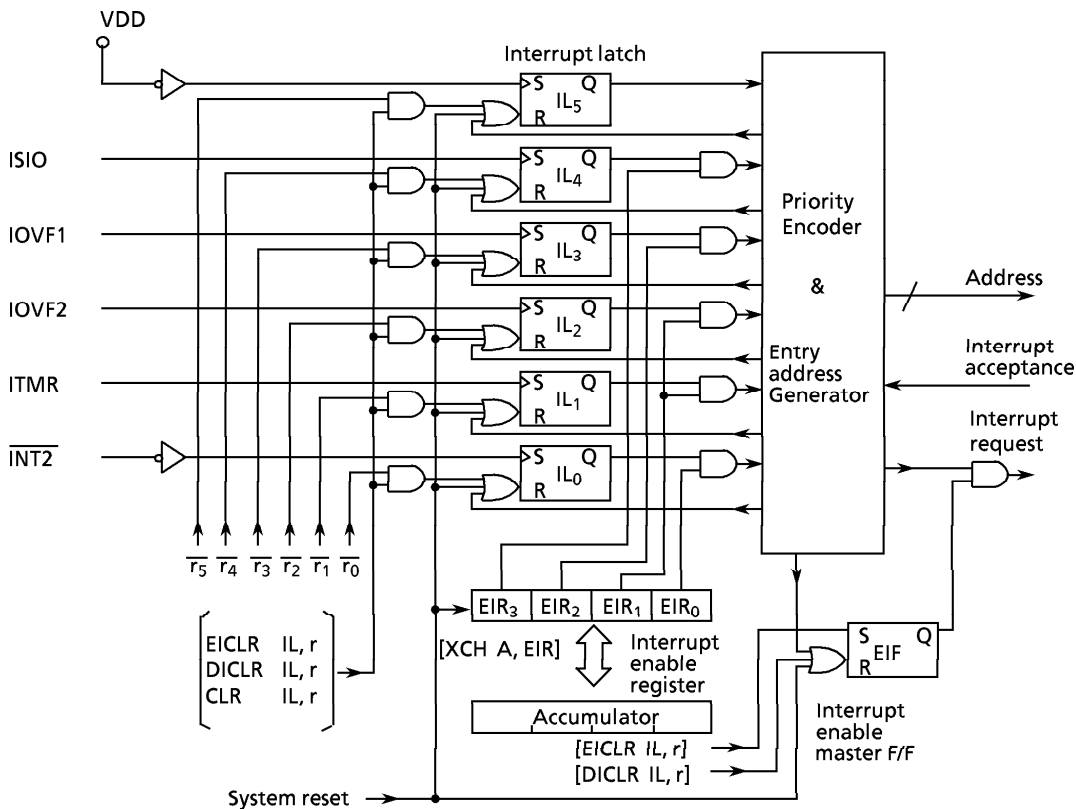 VDD
Interrupt latch
S Q
IL5
R
ISIO
S Q
IL4
R
IOVF1
S Q
IL3
R
IOVF2
S Q
IL2
R
ITMR
S Q
IL1
R
INT2
S Q
IL0
R
Priority
Encoder
&
Entry
address
Generator
Address
Interrupt
acceptance
Interrupt
request
r5 r4 r3 r2 r1 r0
EICLR IL, r
DICLR IL, r
CLR IL, r
EIR3 EIR2 EIR1 EIR0
[XCH A, EIR]
Interrupt
enable
register
Accumulator
S Q
EIF
R
Interrupt
enable
master F/F
[EICLR IL, r]
[DICLR IL, r]
System reset